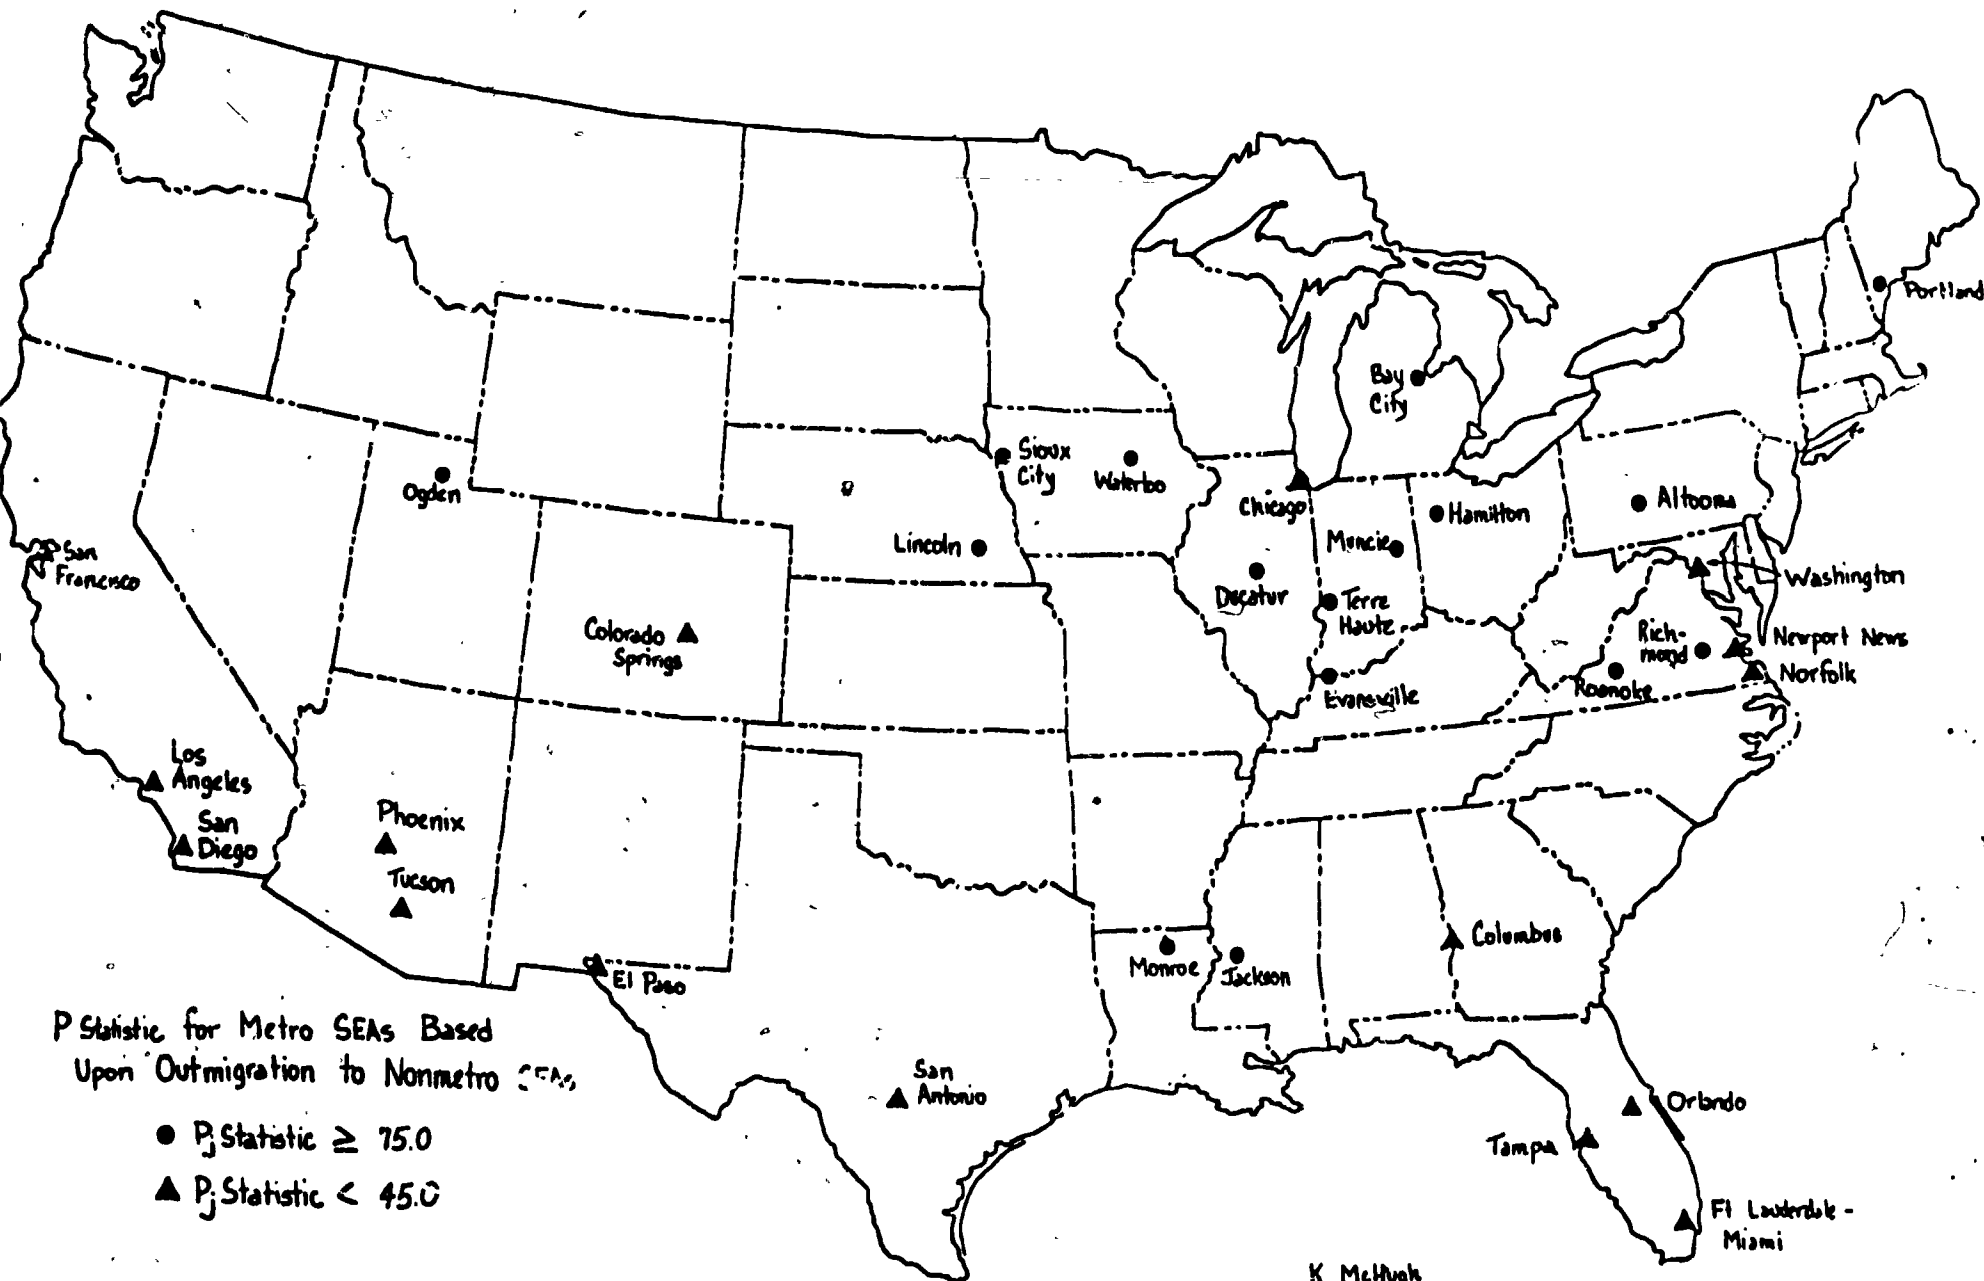 Portland
Bay
City
Sioux
City
Waterloo
Ogden
Chicago
Hamilton
Altoona
Lincoln
Muncie
San
Francisco
Decatur
Terre
Haute
Washington
Colorado
Springs
Rich-
mond
Newport News
Norfolk
Roanoke
Evansville
Los
Angeles
San
Diego
Phoenix
Tucson
Columbus
Monroe
Jackson
El Paso
San
Antonio
Orlando
Tampa
Ft Lauderdale -
Miami
P Statistic for Metro SEAs Based
Upon Outmigration to Nonmetro SEAs
Pj Statistic ≥ 75.0
Pj Statistic < 45.0
K McHugh